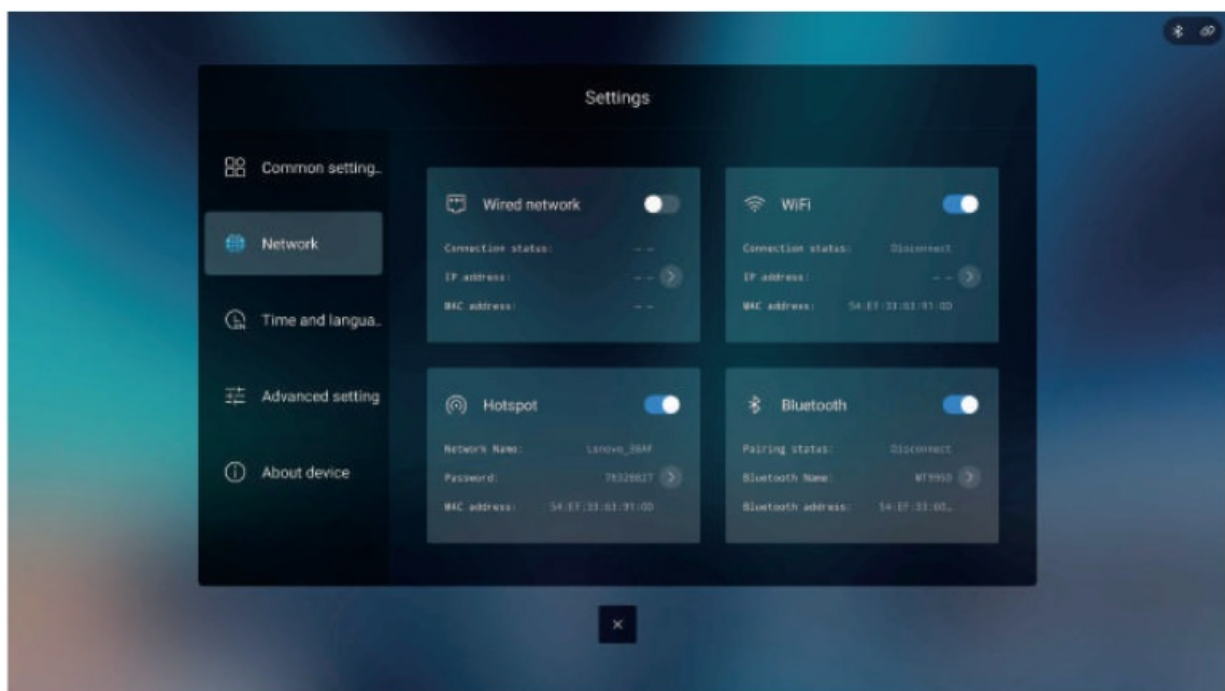 Settings
Common setting..
Network
Time and langua..
Advanced setting
About device
Wired network
Connection status: - -
IP address: - -
MAC address: - -
WiFi
Connection status: Disconnect
IP address: - -
MAC address:
Hotspot
Network Name:
Password:
MAC address:
Bluetooth
Pairing status: Disconnect
Bluetooth Name:
Bluetooth address: